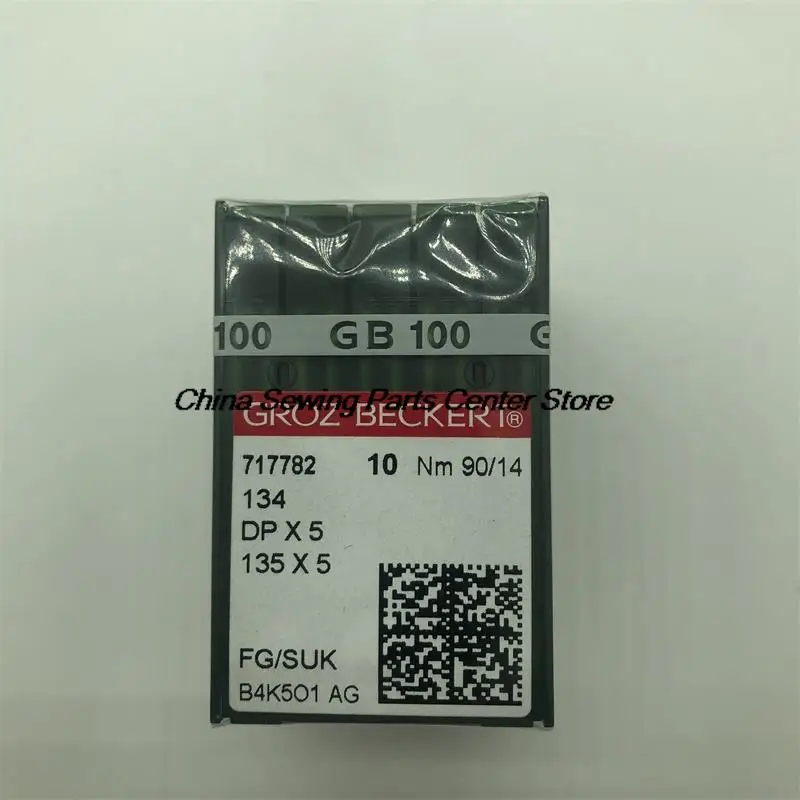 100 GB 100 G
n n
China Sewing Parts Center Store
GROZ-BECKERT®
717782 10 Nm 90/14
134
DP X 5
135 X 5
FG/SUK
B4K5O1 AG